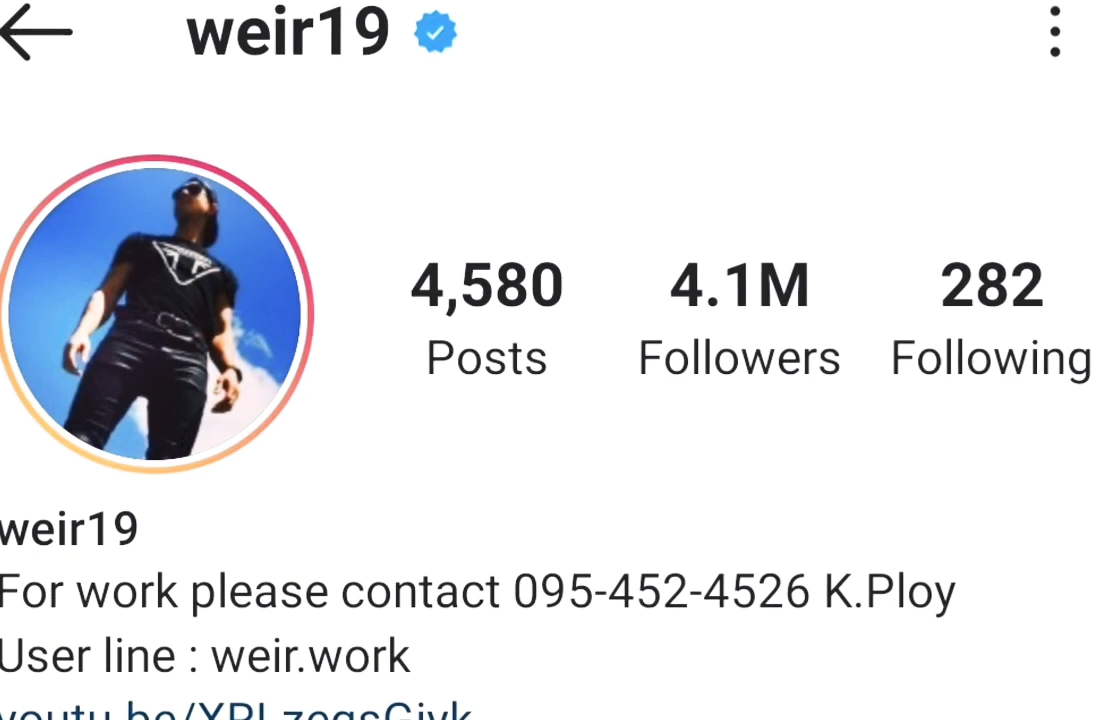 weir19
4,580 4.1M 282
Posts Followers Following
weir19
For work please contact 095-452-4526 K.Ploy
User line : weir.work